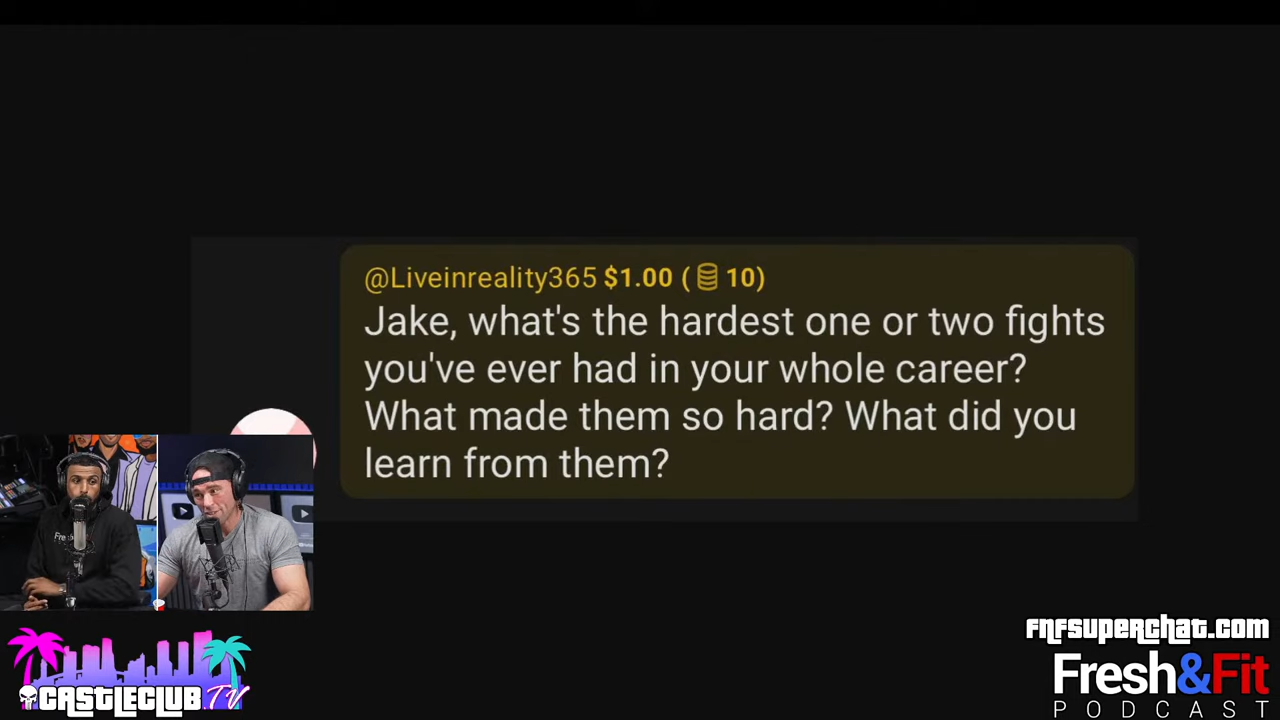 @Liveinreality365 $1.00 ( 10)
Jake, what's the hardest one or two fights
you've ever had in your whole career?
What made them so hard? What did you
learn from them?
CASTLECLUB.TV
FNFSUPERCHAT.COM
Fresh&Fit
PODCAST